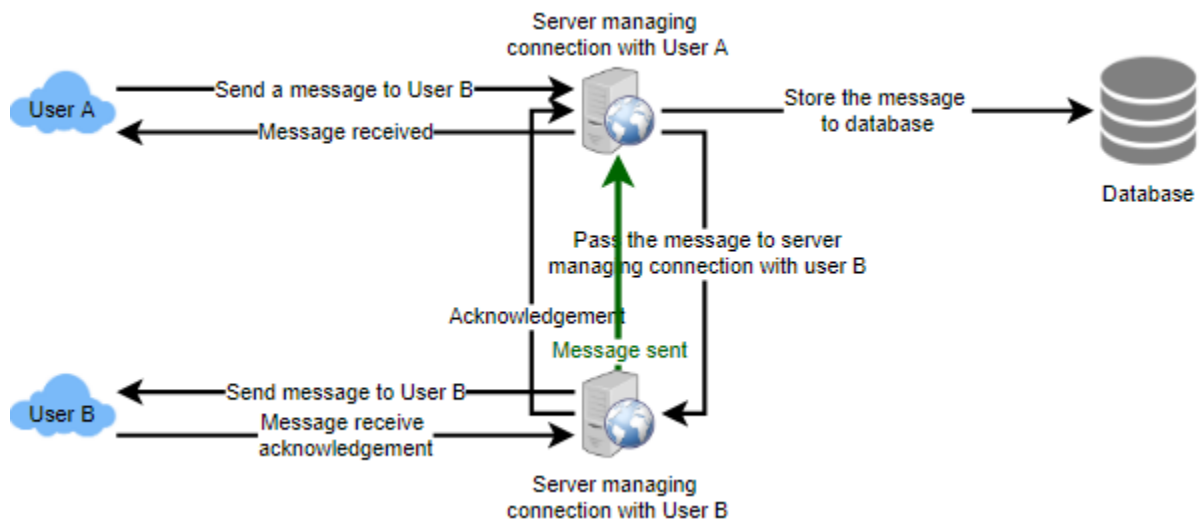 Server managing
connection with User A
User A
Send a message to User B
Message received
Store the message
to database
Database
Pass the message to server
managing connection with user B
Acknowledgement
Message sent
User B
Send message to User B
Message receive
acknowledgement
Server managing
connection with User B